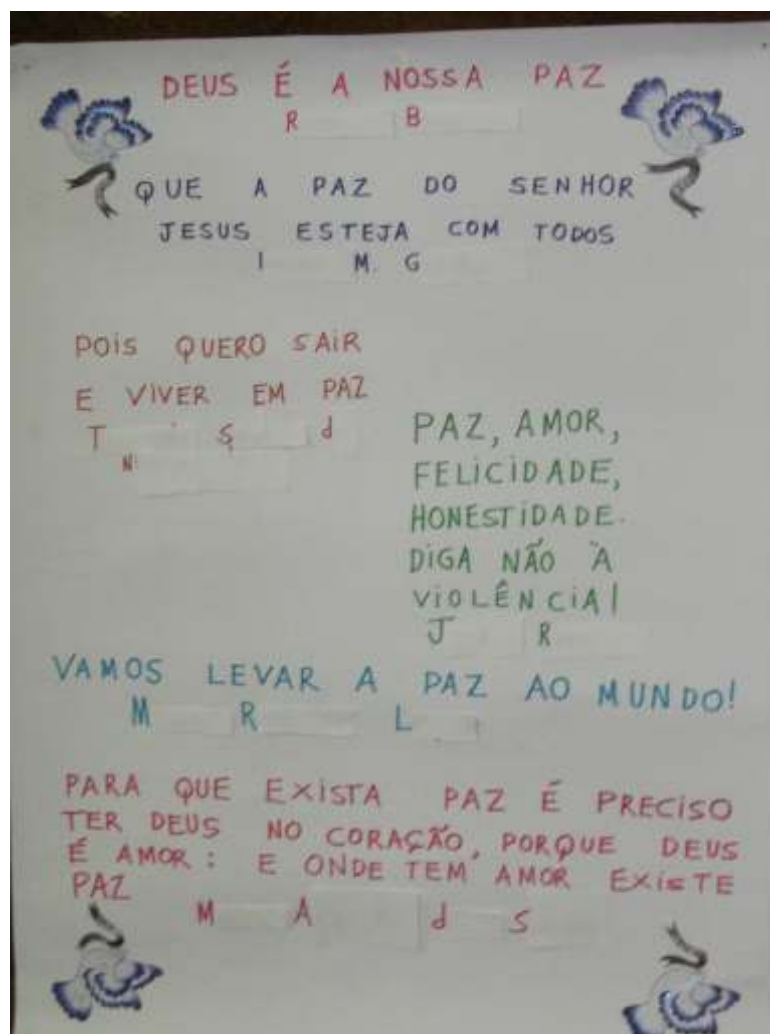 DEUS É A NOSSA PAZ
R B
QUE A PAZ DO SENHOR
JESUS ESTEJA COM TODOS
I M. G
POIS QUERO SAIR
E VIVER EM PAZ
T S d
N
PAZ, AMOR,
FELICIDADE,
HONESTIDADE.
DIGA NÃO À
VIOLÊNCIA!
J R
VAMOS LEVAR A PAZ AO MUNDO!
M R L
PARA QUE EXISTA PAZ É PRECISO
TER DEUS NO CORAÇÃO, PORQUE DEUS
É AMOR: E ONDE TEM AMOR EXISTE
PAZ
M A d S